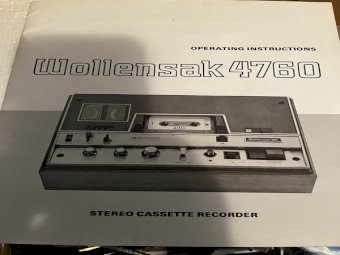 OPERATING INSTRUCTIONS
Wollensak 4760
STEREO CASSETTE RECORDER